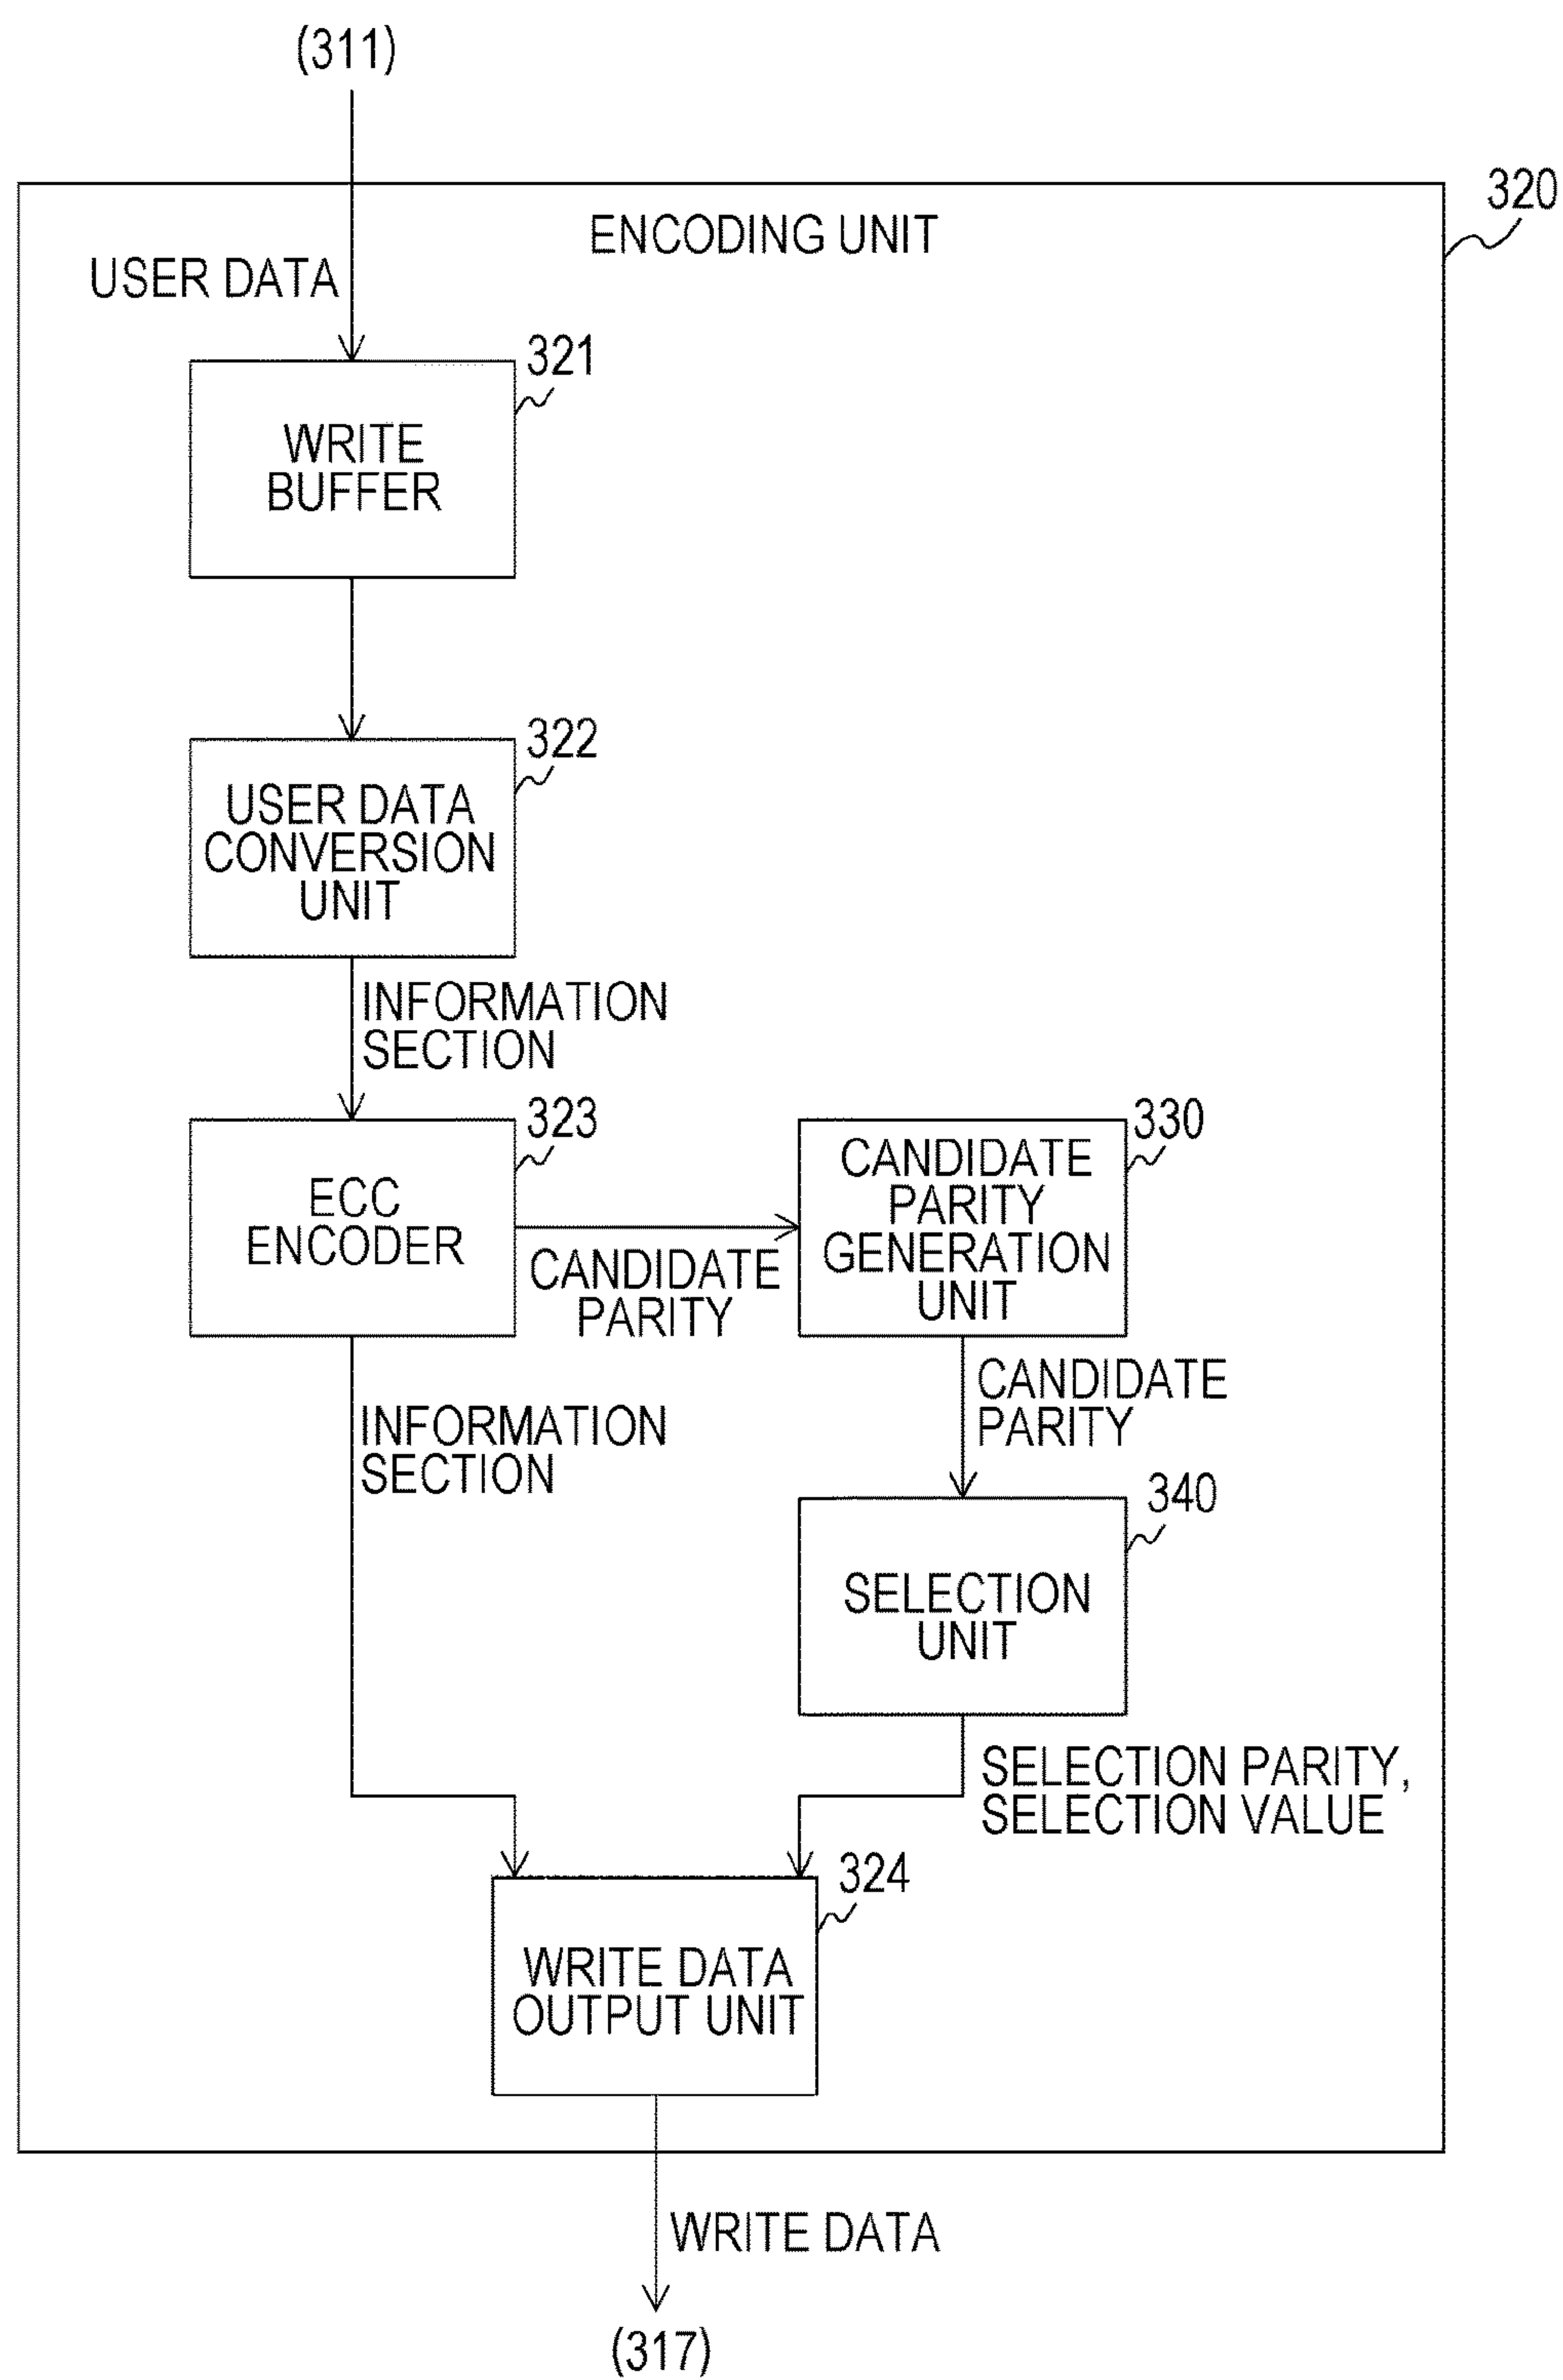 (311)
320
ENCODING UNIT
USER DATA
321
WRITE
BUFFER
322
USER DATA
CONVERSION
UNIT
INFORMATION
SECTION
323
ECC
ENCODER
330
CANDIDATE
PARITY
GENERATION
UNIT
CANDIDATE
PARITY
CANDIDATE
PARITY
INFORMATION
SECTION
340
SELECTION
UNIT
SELECTION PARITY,
SELECTION VALUE
324
WRITE DATA
OUTPUT UNIT
WRITE DATA
(317)